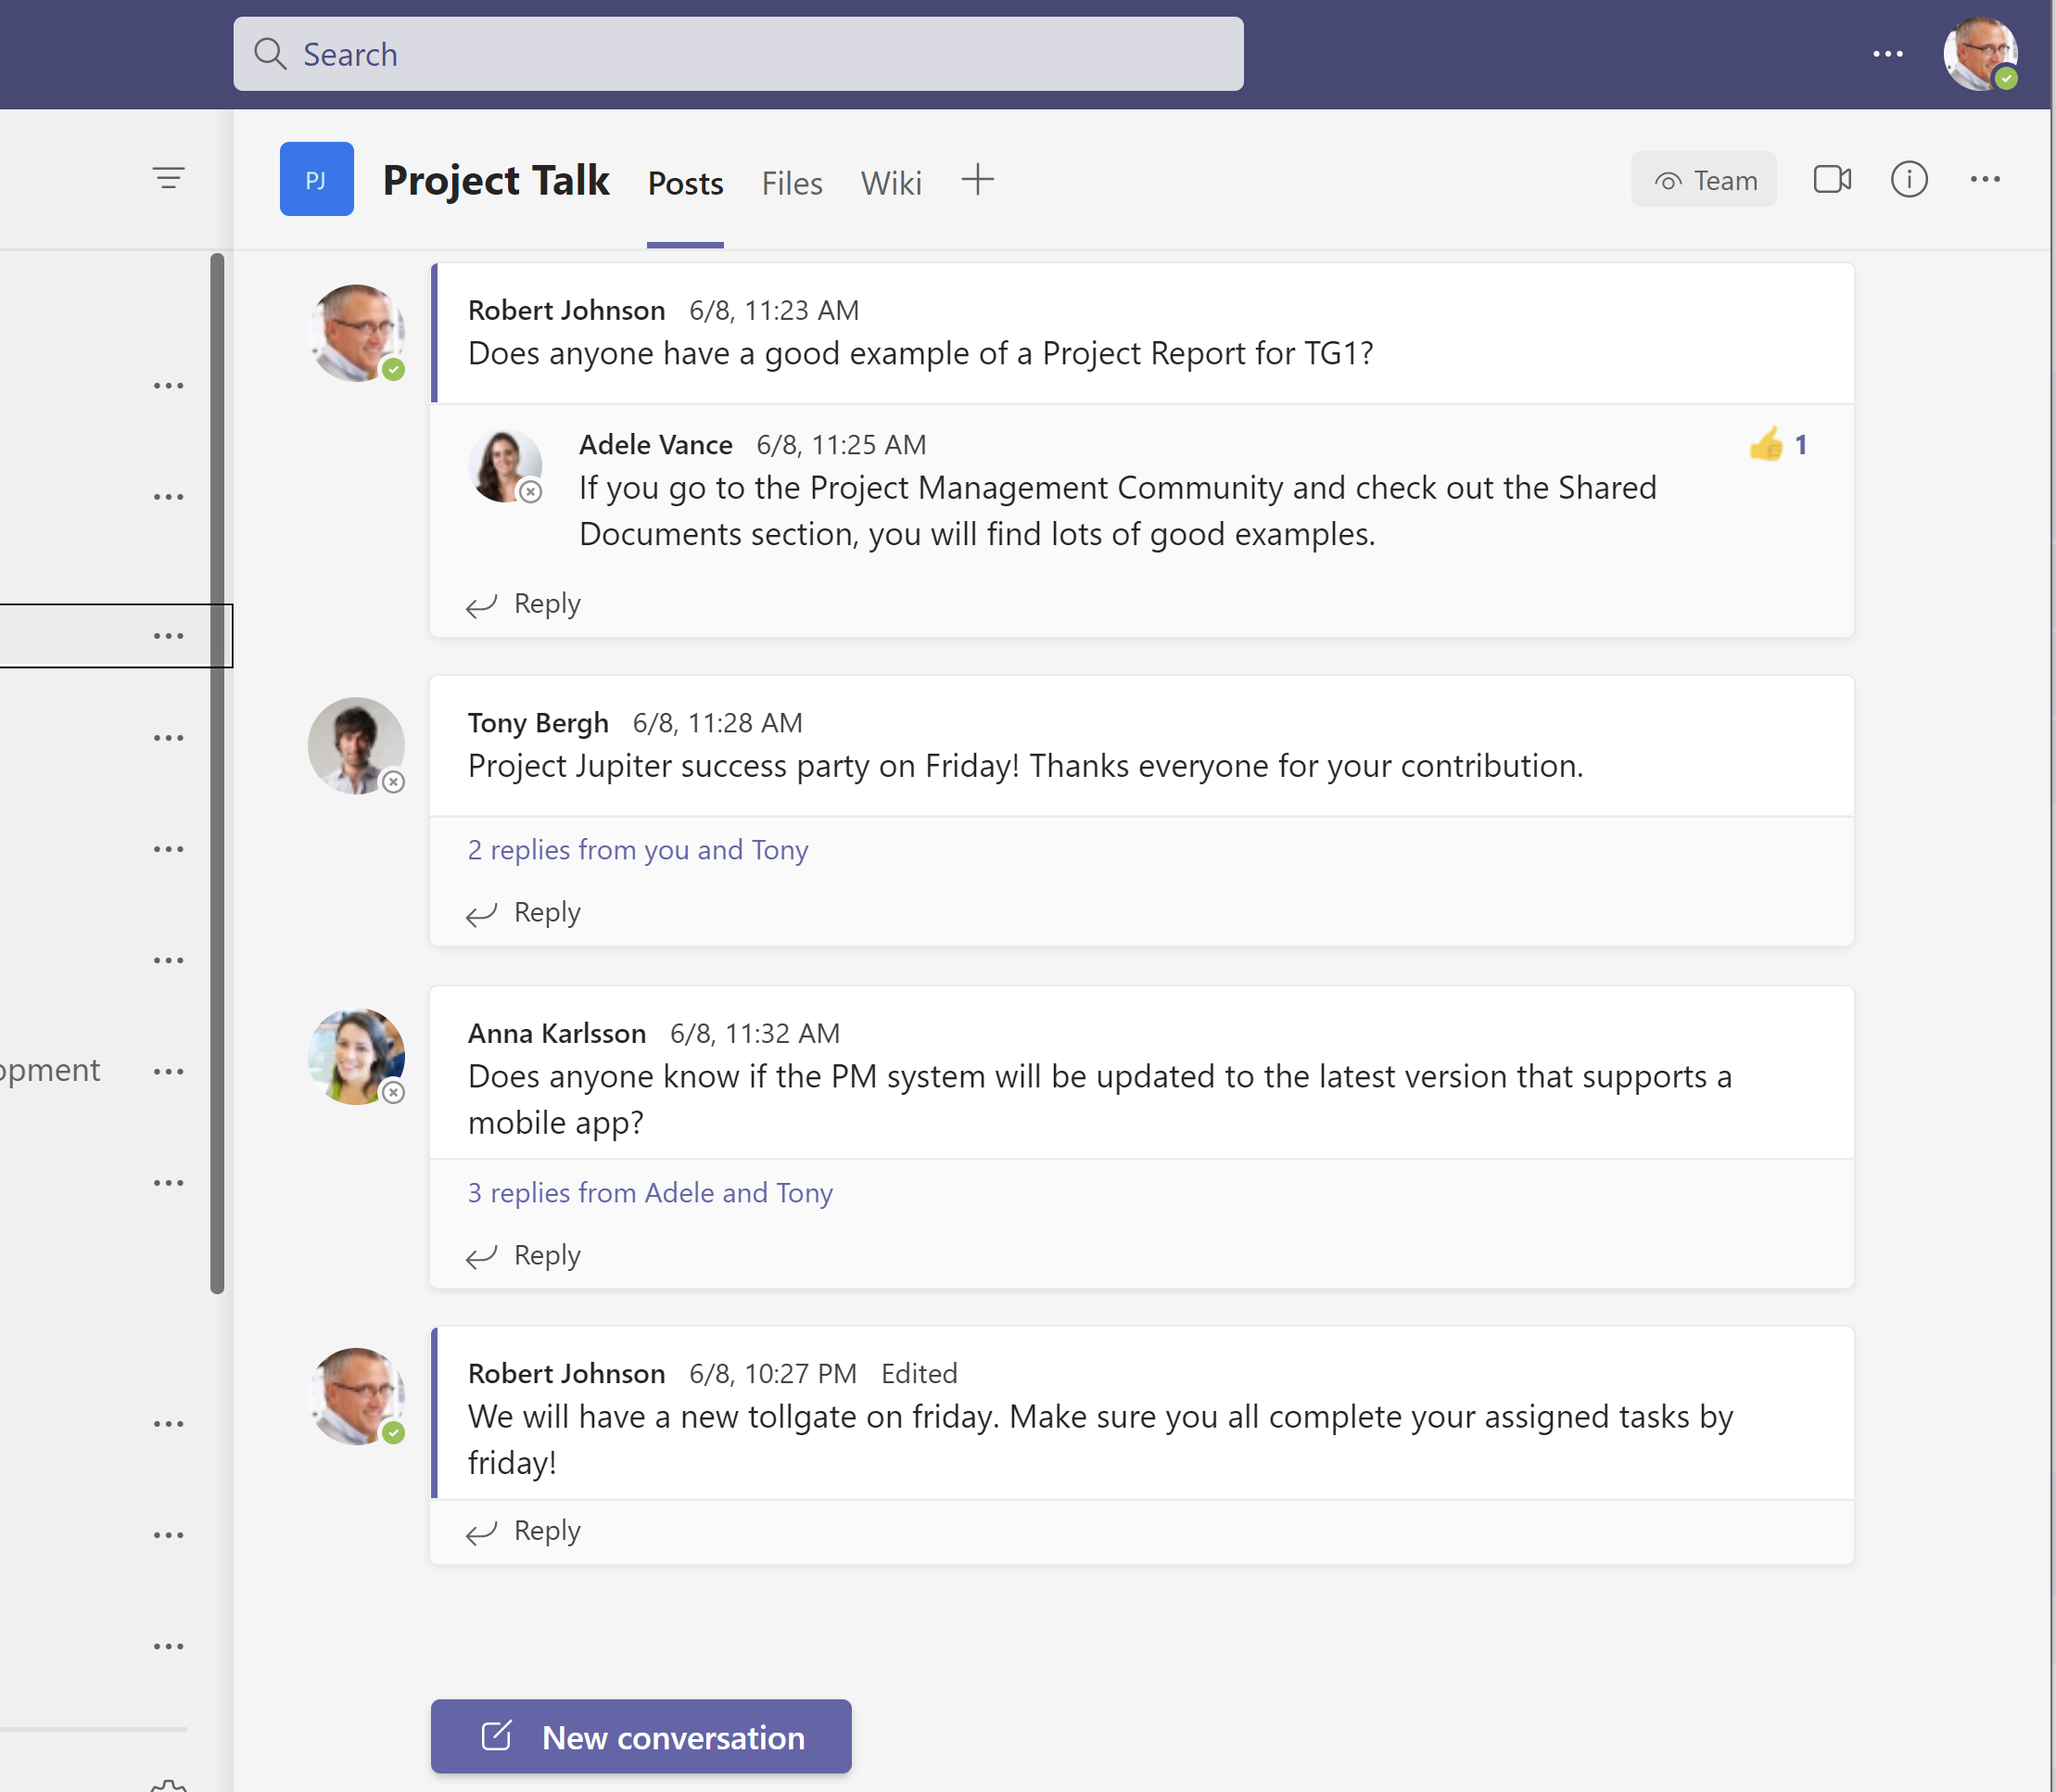 Search
PJ
Project Talk
Posts
Files
Wiki
Team
Robert Johnson 6/8, 11:23 AM
Does anyone have a good example of a Project Report for TG1?
Adele Vance 6/8, 11:25 AM
1
If you go to the Project Management Community and check out the Shared
Documents section, you will find lots of good examples.
Reply
Tony Bergh 6/8, 11:28 AM
Project Jupiter success party on Friday! Thanks everyone for your contribution.
2 replies from you and Tony
Reply
opment
Anna Karlsson 6/8, 11:32 AM
Does anyone know if the PM system will be updated to the latest version that supports a
mobile app?
3 replies from Adele and Tony
Reply
Robert Johnson 6/8, 10:27 PM Edited
We will have a new tollgate on friday. Make sure you all complete your assigned tasks by
friday!
Reply
New conversation